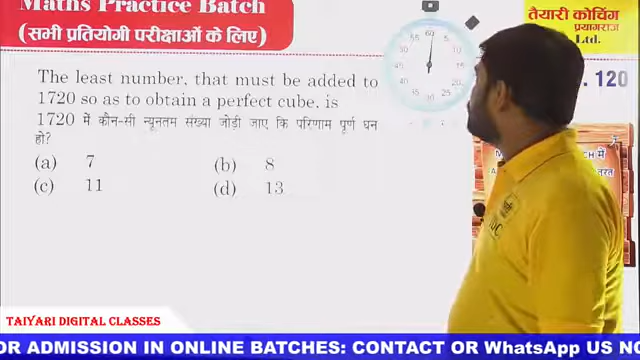 Maths Practice Batch
(सभी प्रतियोगी परीक्षाओं के लिए)
तैयारी कोचिंग
प्रयागराज
Ltd.
. 120
60
The least number, that must be added to
1720 so as to obtain a perfect cube, is
1720 में कौन-सी न्यूनतम संख्या जोड़ी जाए कि परिणाम पूर्ण घन
हो?
(a) 7 (b) 8
(c) 11 (d) 13
TAIYARI DIGITAL CLASSES
OR ADMISSION IN ONLINE BATCHES: CONTACT OR WhatsApp US NO